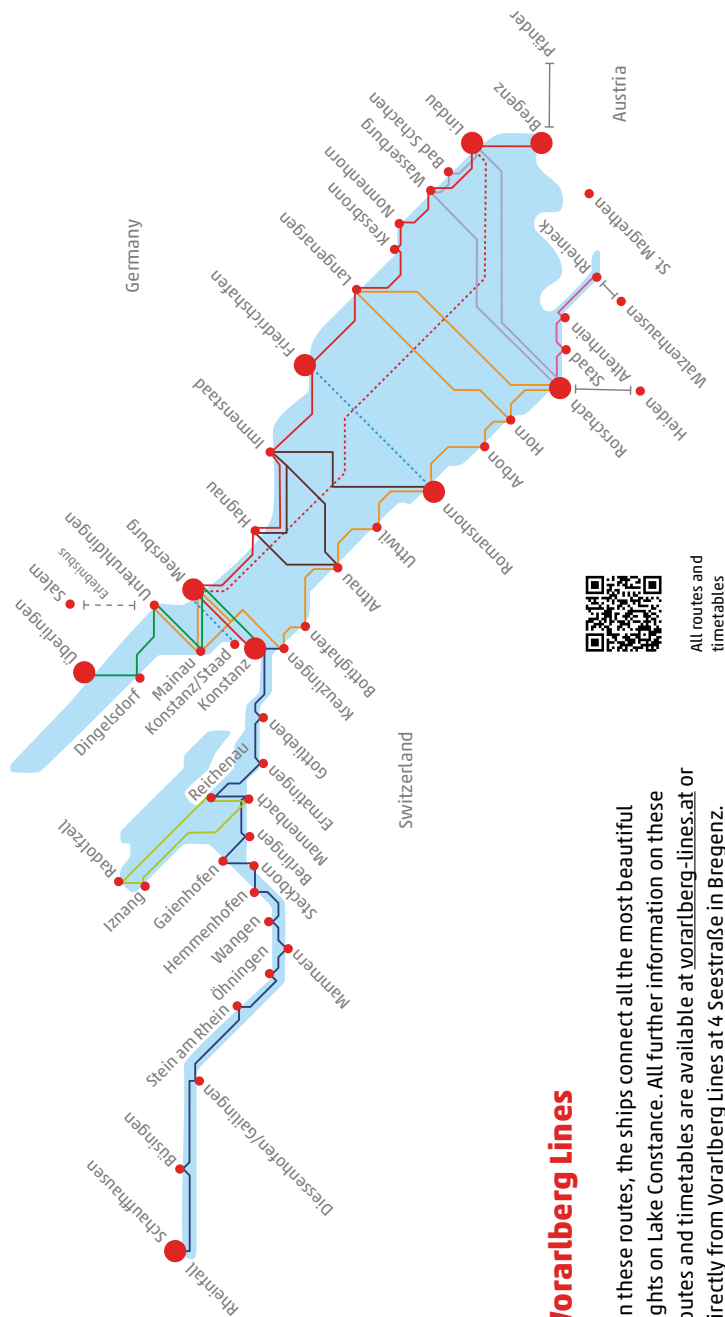 Germany
Austria
Switzerland
Schauffhausen
Rheinfall
Büsingen
Diessenhofen/Gailingen
Stein am Rhein
Öhningen
Mammern
Wangen
Hemmenhofen
Steckborn
Gaienhofen
Berlingen
Mannenbach
Iznang
Radolfzell
Reichenau
Ermatingen
Gottlieben
Dingelsdorf
Überlingen
Salem
Erlebnisbus
Unteruhldingen
Mainau
Konstanz/Staad
Konstanz
Kreuzlingen
Meersburg
Bottighofen
Hagnau
Altnau
Immenstaad
Uttwil
Romanshorn
Friedrichshafen
Arbon
Horn
Langenargen
Rorschach
Heiden
Staad
Altenrhein
Walzenhausen
Rheineck
St. Magrethen
Kressbronn
Nonnenhorn
Wasserburg
Bad Schachen
Lindau
Bregenz
Pfänder
Vorarlberg Lines
n these routes, the ships connect all the most beautiful
ghts on Lake Constance. All further information on these
outes and timetables are available at vorarlberg-lines.at or
irectly from Vorarlberg Lines at 4 Seestraße in Bregenz.
All routes and
timetables